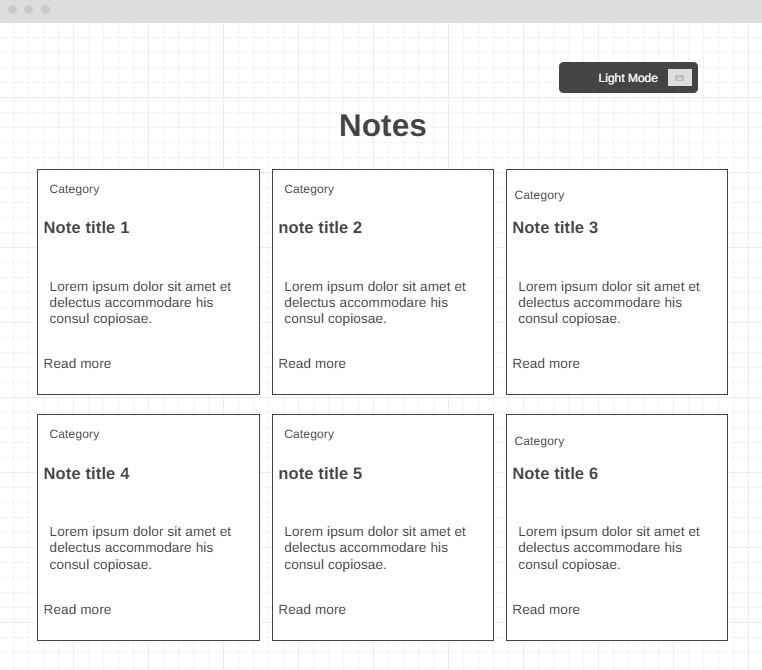 Light Mode
Notes
Category
Note title 1
Lorem ipsum dolor sit amet et
delectus accommodare his
consul copiosae.
Read more
Category
note title 2
Lorem ipsum dolor sit amet et
delectus accommodare his
consul copiosae.
Read more
Category
Note title 3
Lorem ipsum dolor sit amet et
delectus accommodare his
consul copiosae.
Read more
Category
Note title 4
Lorem ipsum dolor sit amet et
delectus accommodare his
consul copiosae.
Read more
Category
note title 5
Lorem ipsum dolor sit amet et
delectus accommodare his
consul copiosae.
Read more
Category
Note title 6
Lorem ipsum dolor sit amet et
delectus accommodare his
consul copiosae.
Read more